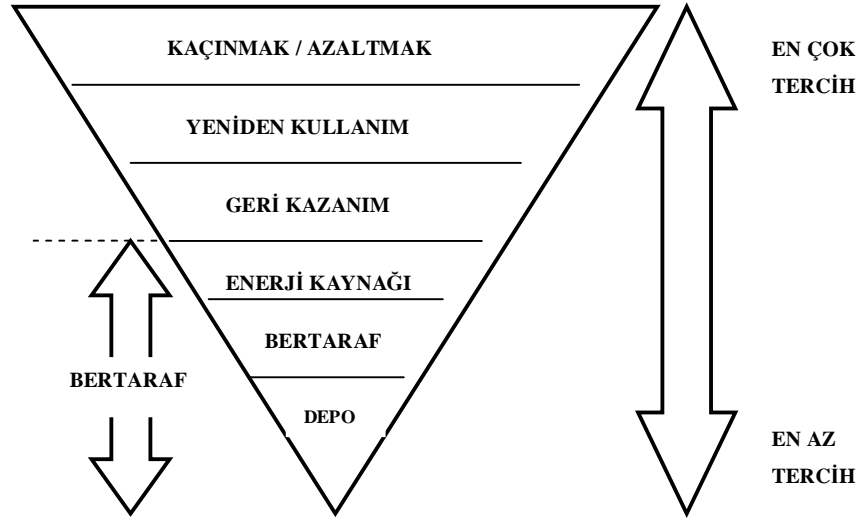 KAÇINMAK / AZALTMAK
YENİDEN KULLANIM
GERİ KAZANIM
ENERJİ KAYNAĞI
BERTARAF
DEPO
BERTARAF
EN ÇOK
TERCİH
EN AZ
TERCİH